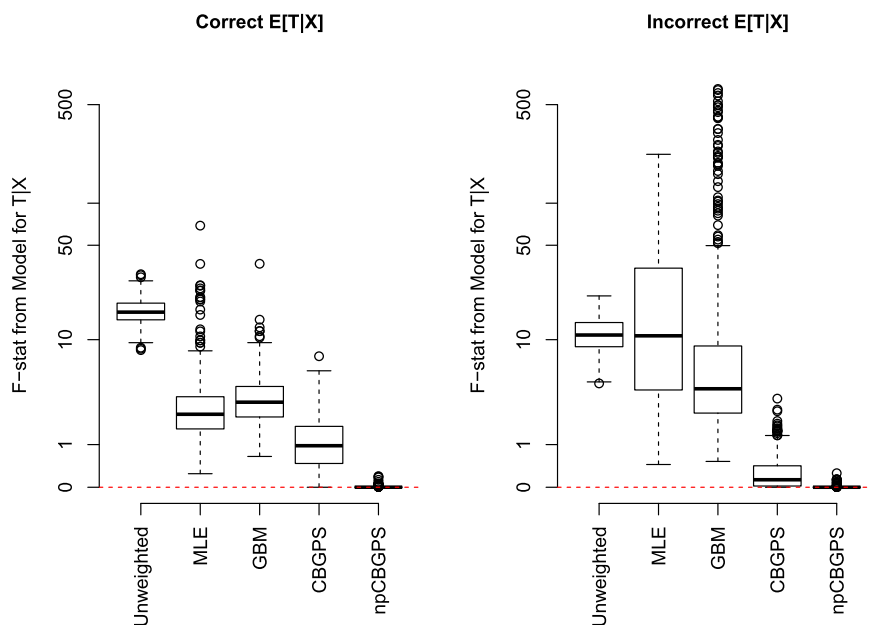 Correct E[T|X]
F−stat from Model for T|X
500
50
10
1
0
Unweighted
MLE
GBM
CBGPS
npCBGPS
Incorrect E[T|X]
F−stat from Model for T|X
500
50
10
1
0
Unweighted
MLE
GBM
CBGPS
npCBGPS